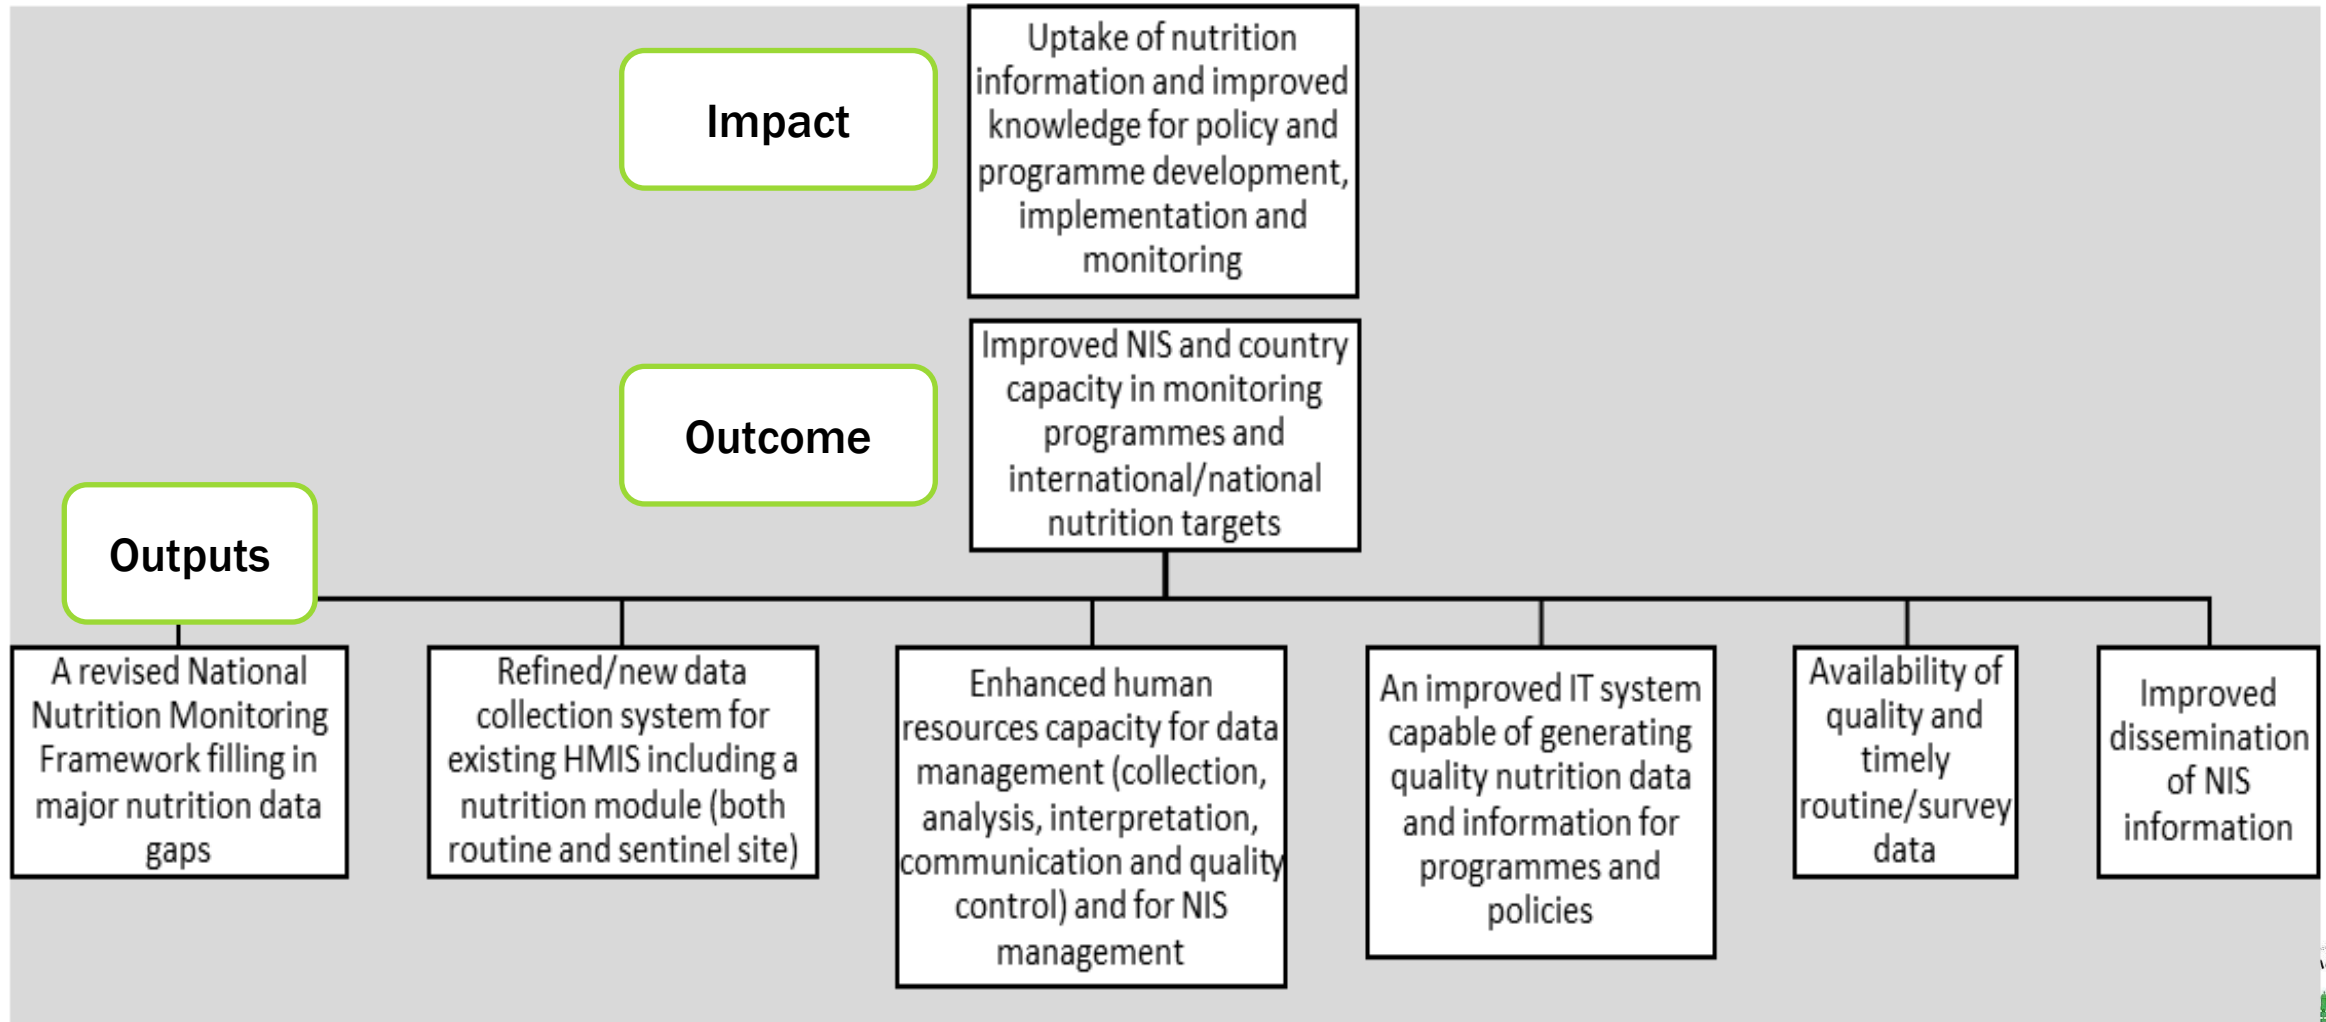 Impact
Uptake of nutrition
information and improved
knowledge for policy and
programme development,
implementation and
monitoring
Outcome
Improved NIS and country
capacity in monitoring
programmes and
international/national
nutrition targets
Outputs
A revised National
Nutrition Monitoring
Framework filling in
major nutrition data
gaps
Refined/new data
collection system for
existing HMIS including a
nutrition module (both
routine and sentinel site)
Enhanced human
resources capacity for data
management (collection,
analysis, interpretation,
communication and quality
control) and for NIS
management
An improved IT system
capable of generating
quality nutrition data
and information for
programmes and
policies
Availability of
quality and
timely
routine/survey
data
Improved
dissemination
of NIS
information